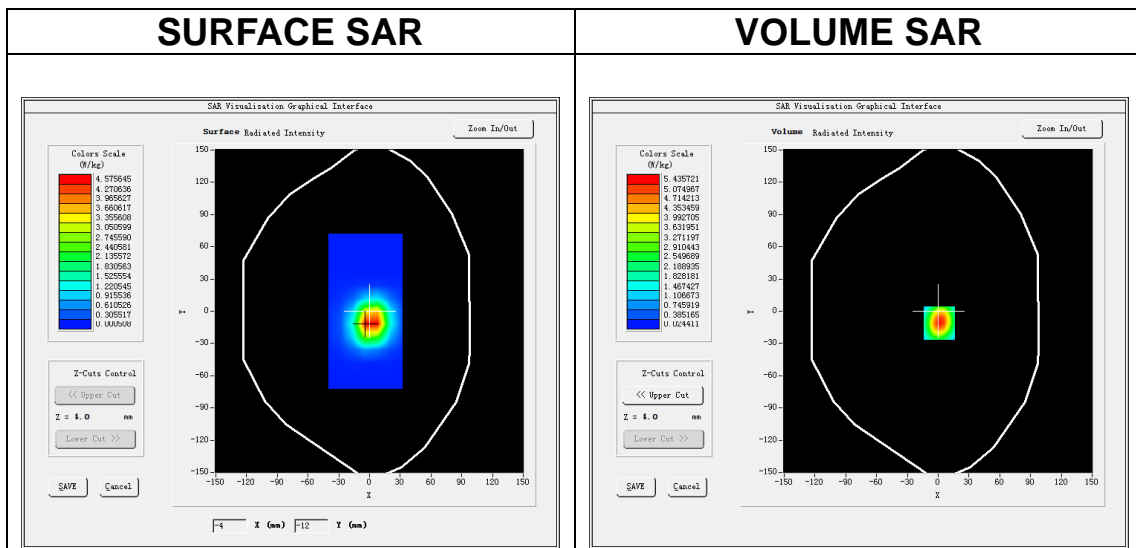 SURFACE SAR
VOLUME SAR
SAR Visualisation Graphical Interface
Surface Radiated Intensity
Zoom In/Out
Colors Scale
(W/kg)
4.575645
4.270636
3.965627
3.660617
3.355608
3.050599
2.745590
2.440581
2.135572
1.830563
1.525554
1.220545
0.915536
0.610526
0.305517
0.000508
150
120
90
60
30
0
-30
-60
-90
-120
-150
Y
-150 -120 -90 -60 -30 0 30 60 90 120 150
X
Z-Cuts Control
<< Upper Cut
Z = 4.0 mm
Lower Cut >>
SAVE Cancel
-4 X (mm) -12 Y (mm)
SAR Visualisation Graphical Interface
Volume Radiated Intensity
Zoom In/Out
Colors Scale
(W/kg)
5.435721
5.074967
4.714213
4.353459
3.992705
3.631951
3.271197
2.910443
2.549689
2.188935
1.828181
1.467427
1.106673
0.745919
0.385165
0.024411
150
120
90
60
30
0
-30
-60
-90
-120
-150
Y
-150 -120 -90 -60 -30 0 30 60 90 120 150
X
Z-Cuts Control
<< Upper Cut
Z = 4.0 mm
Lower Cut >>
SAVE Cancel